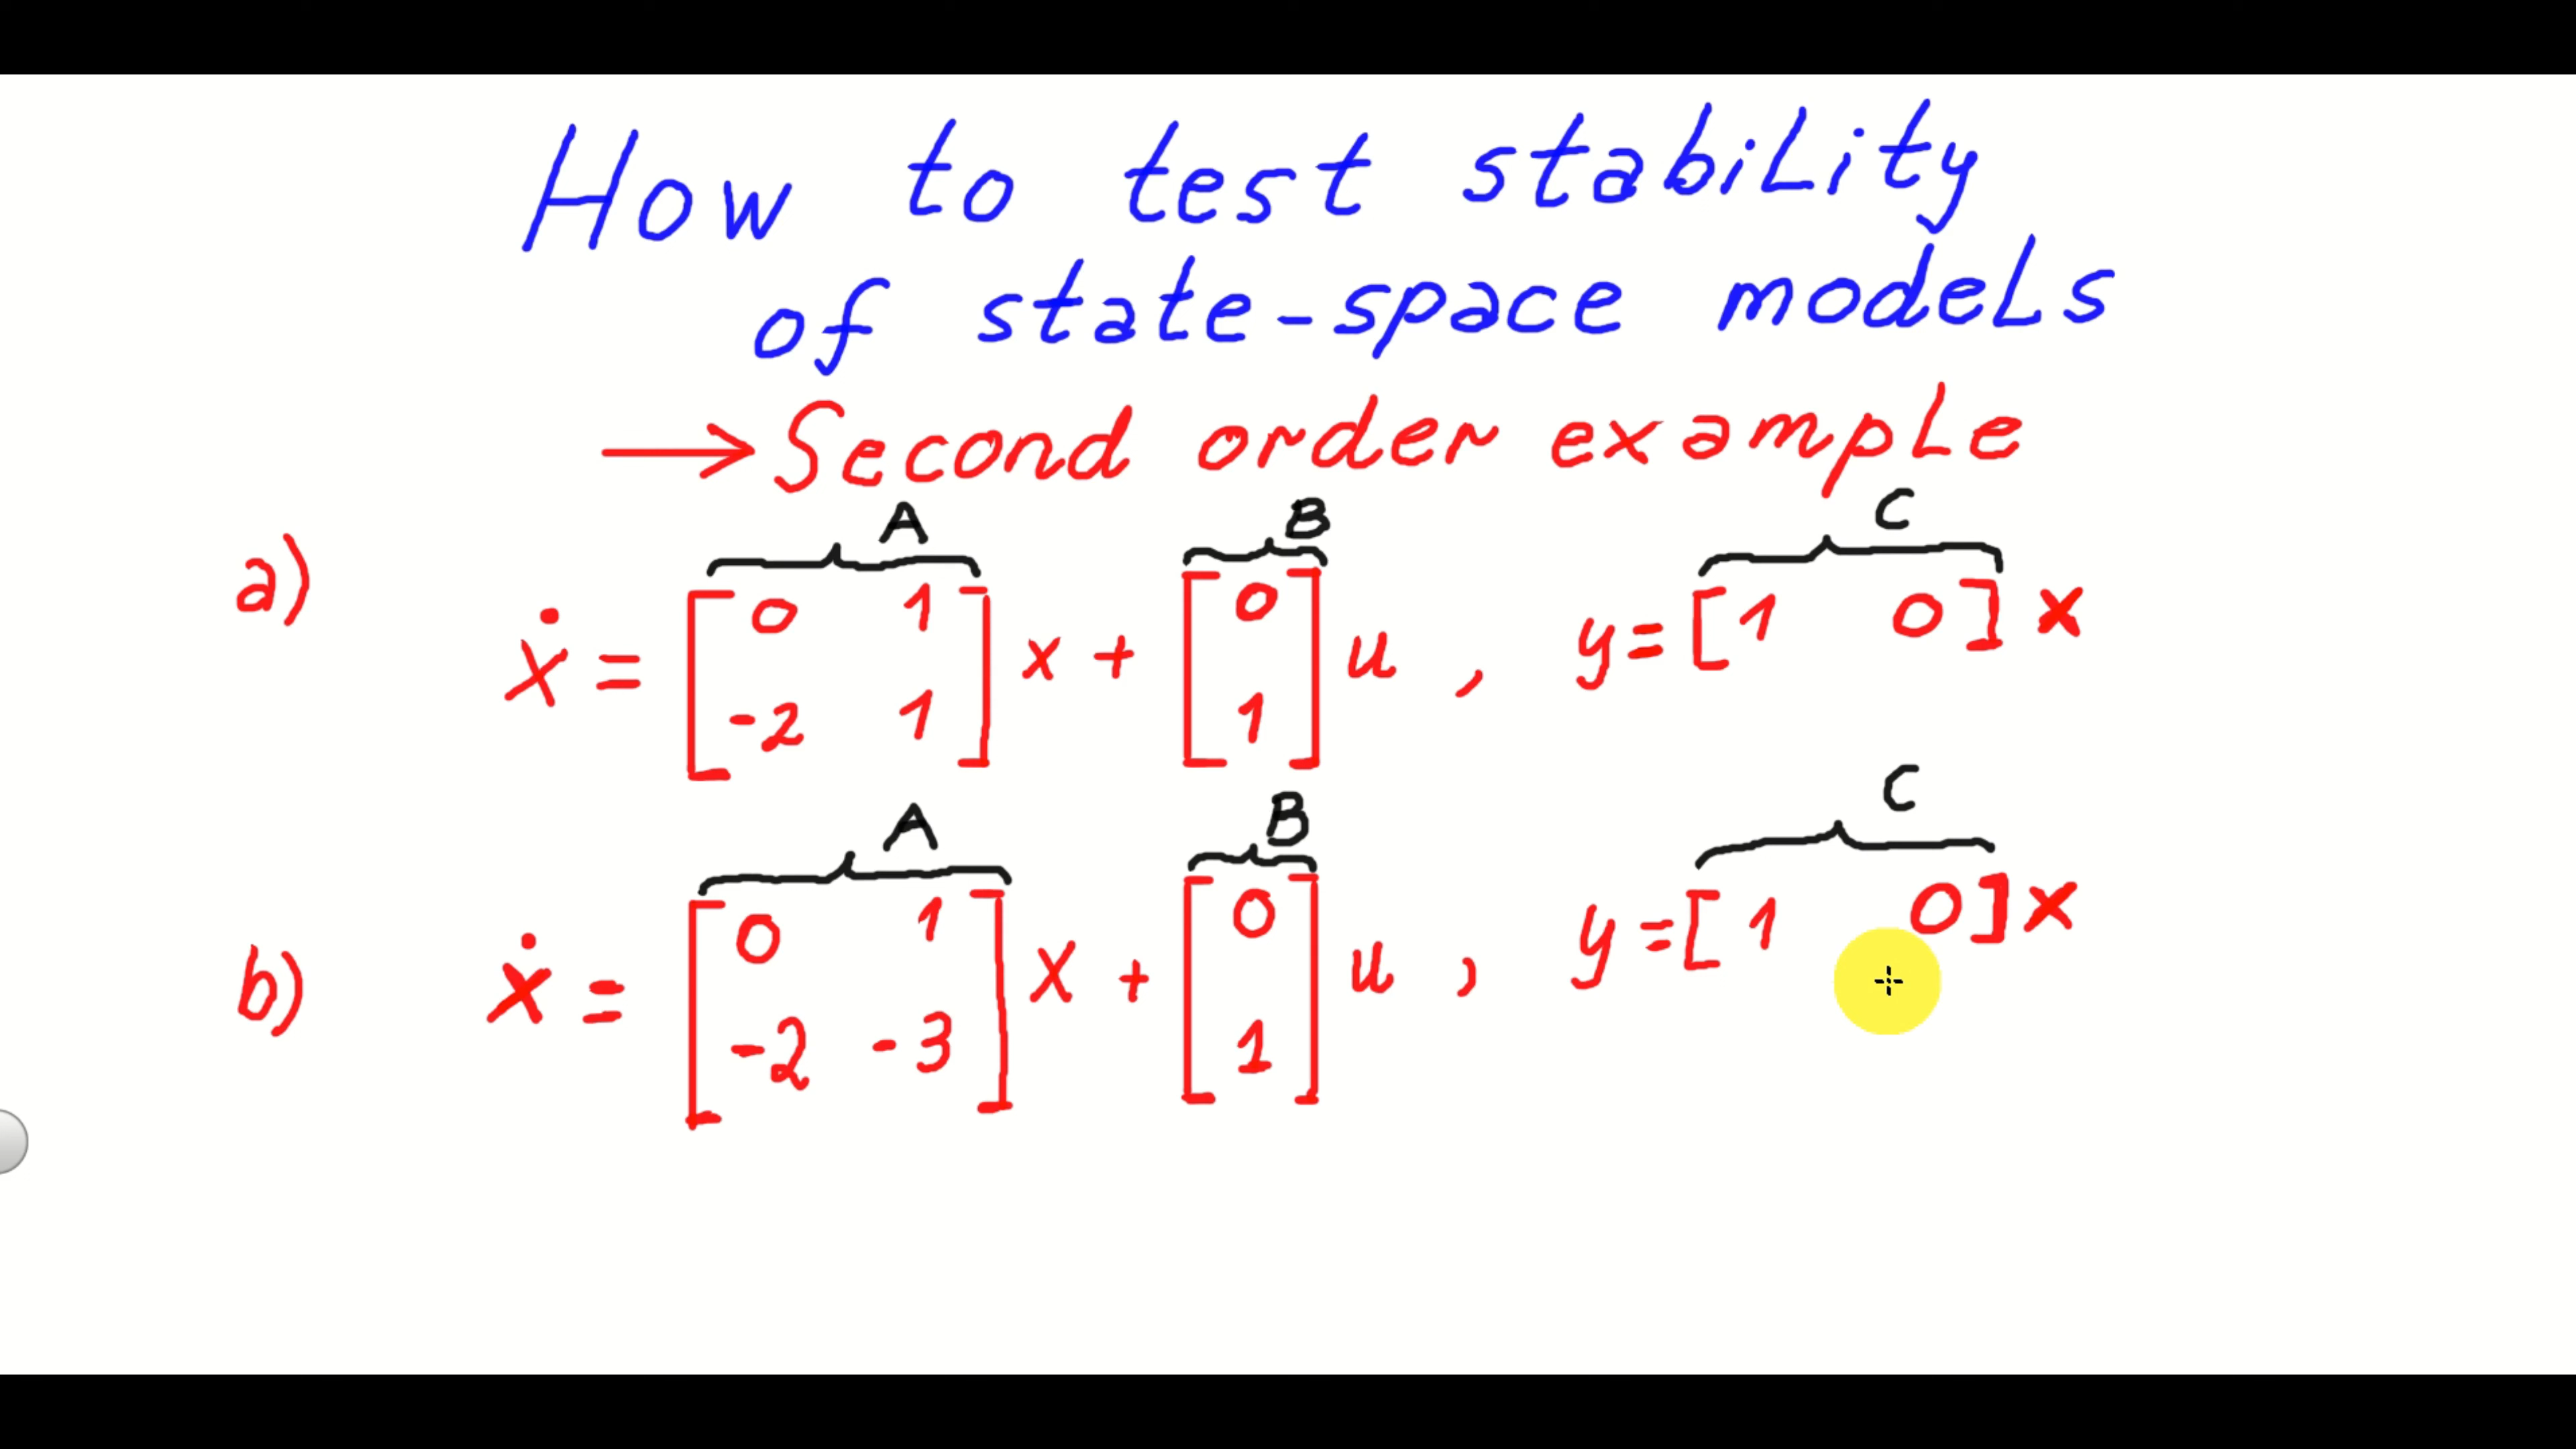 How to test stability
of state-space models
→ Second order example
A B C
a) ẋ = [0 1; -2 1] x + [0; 1] u , y = [1 0] x
A B C
b) ẋ = [0 1; -2 -3] x + [0; 1] u , y = [1 0] x